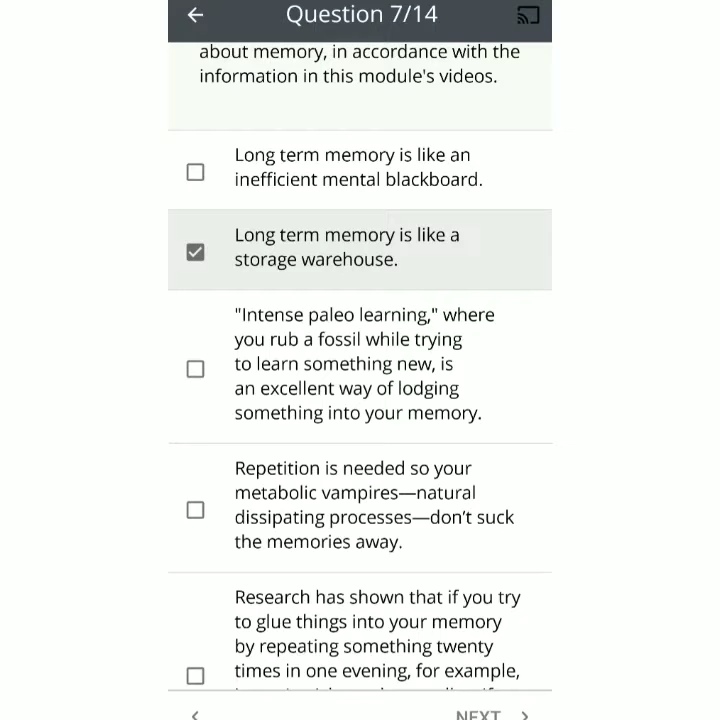 Question 7/14
about memory, in accordance with the
information in this module's videos.
Long term memory is like an
inefficient mental blackboard.
Long term memory is like a
storage warehouse.
"Intense paleo learning," where
you rub a fossil while trying
to learn something new, is
an excellent way of lodging
something into your memory.
Repetition is needed so your
metabolic vampires—natural
dissipating processes—don’t suck
the memories away.
Research has shown that if you try
to glue things into your memory
by repeating something twenty
times in one evening, for example,
NEXT